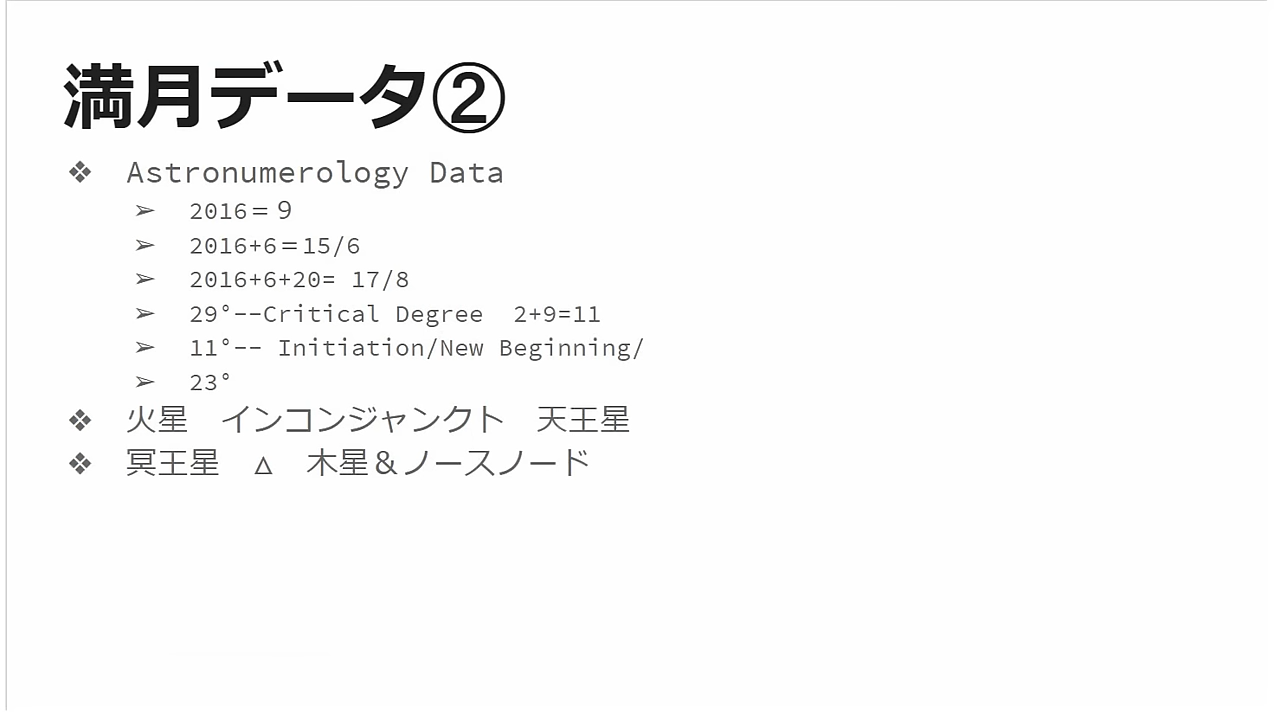 満月データ②
❖ Astronumerology Data
➢ 2016＝９
➢ 2016+6＝15/6
➢ 2016+6+20= 17/8
➢ 29°--Critical Degree  2+9=11
➢ 11°-- Initiation/New Beginning/
➢ 23°
❖ 火星　インコンジャンクト　天王星
❖ 冥王星　△　木星＆ノースノード